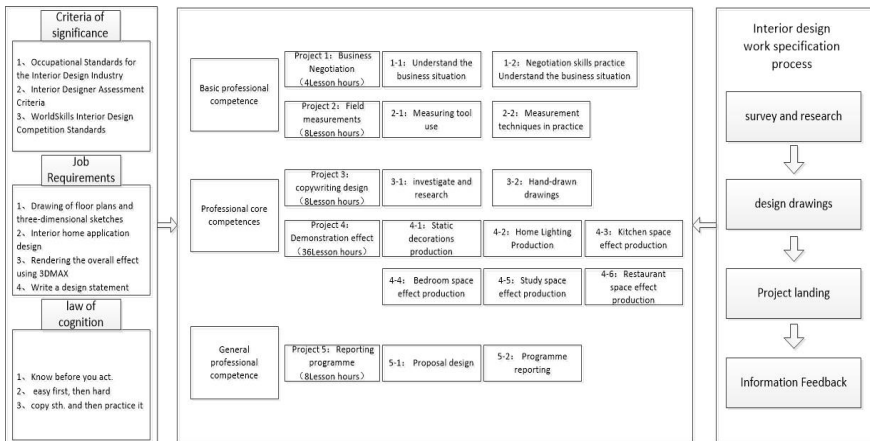 Criteria of
significance
1、Occupational Standards for
the Interior Design Industry
2、Interior Designer Assessment
Criteria
3、WorldSkills Interior Design
Competition Standards
Job
Requirements
1、Drawing of floor plans and
three-dimensional sketches
2、Interior home application
design
3、Rendering the overall effect
using 3DMAX
4、Write a design statement
law of
cognition
1、Know before you act.
2、 easy first, then hard
3、copy sth. and then practice it
Basic professional
competence
Project 1: Business
Negotiation
（4Lesson hours）
1-1: Understand the
business situation
1-2: Negotiation skills practice
Understand the business situation
Project 2: Field
measurements
（8Lesson hours）
2-1: Measuring tool
use
2-2: Measurement
techniques in practice
Professional core
competences
Project 3:
copywriting design
（8Lesson hours）
3-1: investigate and
research
3-2: Hand-drawn
drawings
Project 4:
Demonstration effect
（36Lesson hours）
4-1: Static
decorations
production
4-2: Home Lighting
Production
4-3: Kitchen space
effect production
4-4: Bedroom space
effect production
4-5: Study space
effect production
4-6: Restaurant
space effect
production
General
professional
competence
Project 5: Reporting
programme
（8Lesson hours）
5-1: Proposal design
5-2: Programme
reporting
Interior design
work specification
process
survey and research
design drawings
Project landing
Information Feedback